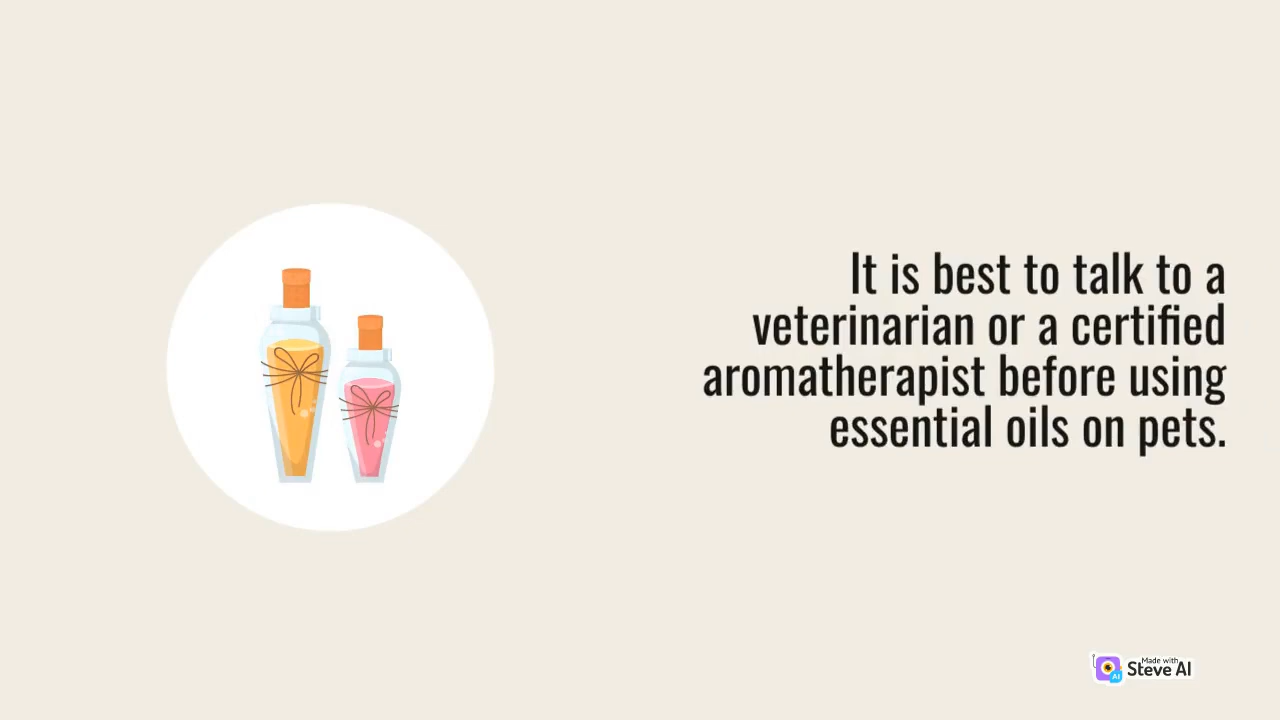 It is best to talk to a
veterinarian or a certified
aromatherapist before using
essential oils on pets.
Made with
Steve AI
AI